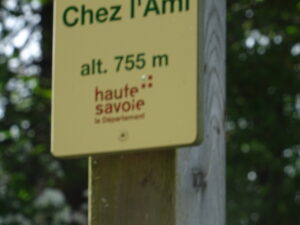 Chez l'Ami
alt. 755 m
haute
savoie
le Département